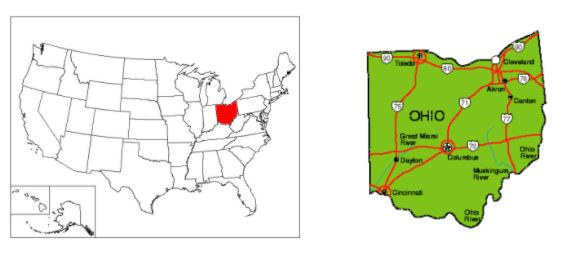 90
90
Toledo
80
Cleveland
Akron
76
Canton
75
71
77
OHIO
Great Miami
River
70
Columbus
Ohio
River
Dayton
Muskingum
River
Cincinnati
Ohio
River